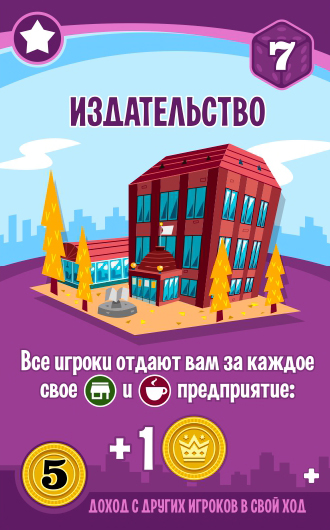 7
ИЗДАТЕЛЬСТВО
Все игроки отдают вам за каждое
свое и предприятие:
+1
5
+
ДОХОД С ДРУГИХ ИГРОКОВ В СВОЙ ХОД